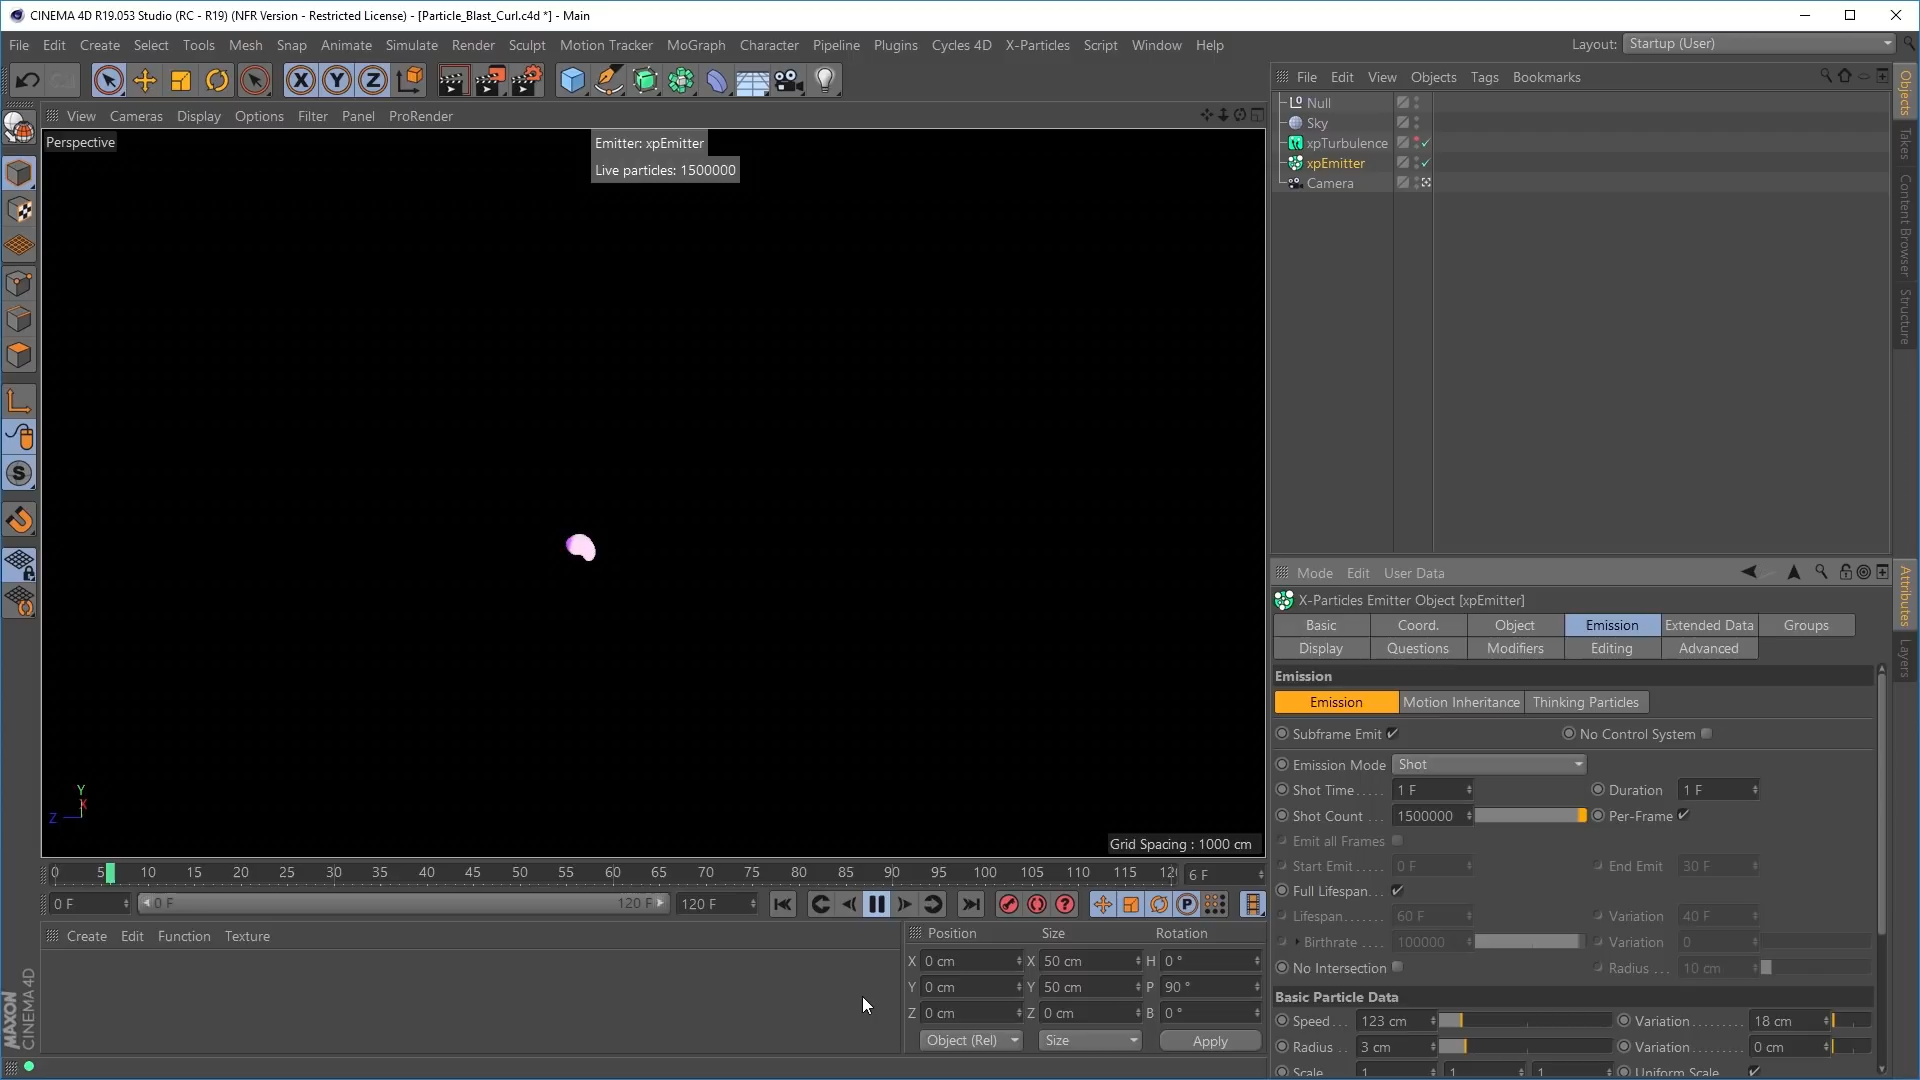 CINEMA 4D R19.053 Studio (RC - R19) (NFR Version - Restricted License) - [Particle_Blast_Curl.c4d *] - Main
File Edit Create Select Tools Mesh Snap Animate Simulate Render Sculpt Motion Tracker MoGraph Character Pipeline Plugins Cycles 4D X-Particles Script Window Help
Layout: Startup (User)
X Y Z
File Edit View Objects Tags Bookmarks
View Cameras Display Options Filter Panel ProRender
Perspective
Emitter: xpEmitter
Live particles: 1500000
Null
Sky
xpTurbulence
xpEmitter
Camera
Objects
Takes
Content Browser
Structure
Y
X
Z
Grid Spacing : 1000 cm
Mode Edit User Data
X-Particles Emitter Object [xpEmitter]
Basic Coord. Object Emission Extended Data Groups
Display Questions Modifiers Editing Advanced
Attributes
Layers
Emission
Emission Motion Inheritance Thinking Particles
Subframe Emit No Control System
Emission Mode Shot
Shot Time..... 1 F Duration 1 F
Shot Count ... 1500000 Per-Frame
Emit all Frames
Start Emit.... 0 F End Emit 30 F
Full Lifespan...
Lifespan....... 60 F Variation 40 F
Birthrate .... 100000 Variation 0
No Intersection Radius ... 10 cm
Basic Particle Data
Speed... 123 cm Variation......... 18 cm
Radius .. 3 cm Variation......... 0 cm
Scale 1 1 1 Uniform Scale
0 5 10 15 20 25 30 35 40 45 50 55 60 65 70 75 80 85 90 95 100 105 110 115 12 6 F
0 F 0 F 120 F 120 F
Create Edit Function Texture
Position Size Rotation
X 0 cm X 50 cm H 0 °
Y 0 cm Y 50 cm P 90 °
Z 0 cm Z 0 cm B 0 °
Object (Rel) Size Apply
MAXON
CINEMA 4D